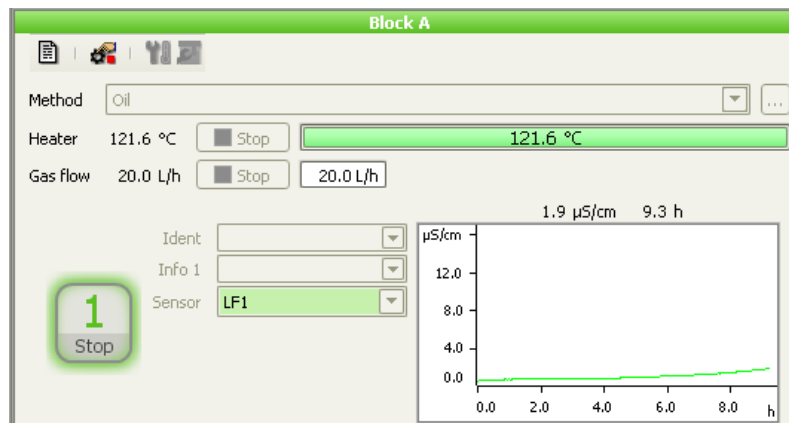 Block A
Method Oil ...
Heater 121.6 °C Stop 121.6 °C
Gas flow 20.0 L/h Stop 20.0 L/h
1.9 µS/cm 9.3 h
Ident
Info 1
Sensor LF1
1
Stop
µS/cm
12.0
8.0
4.0
0.0
0.0 2.0 4.0 6.0 8.0 h